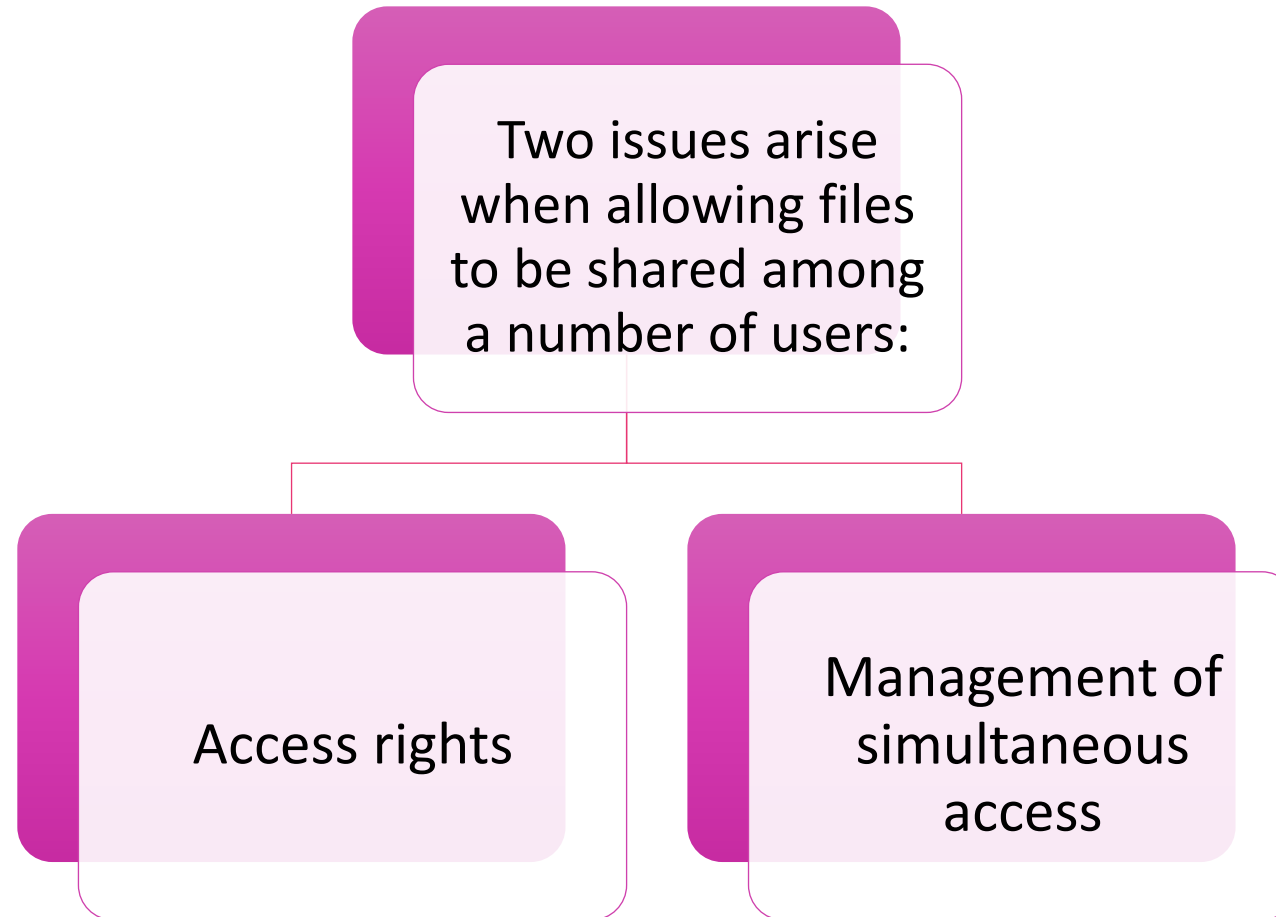 Two issues arise
when allowing files
to be shared among
a number of users:
Access rights
Management of
simultaneous
access